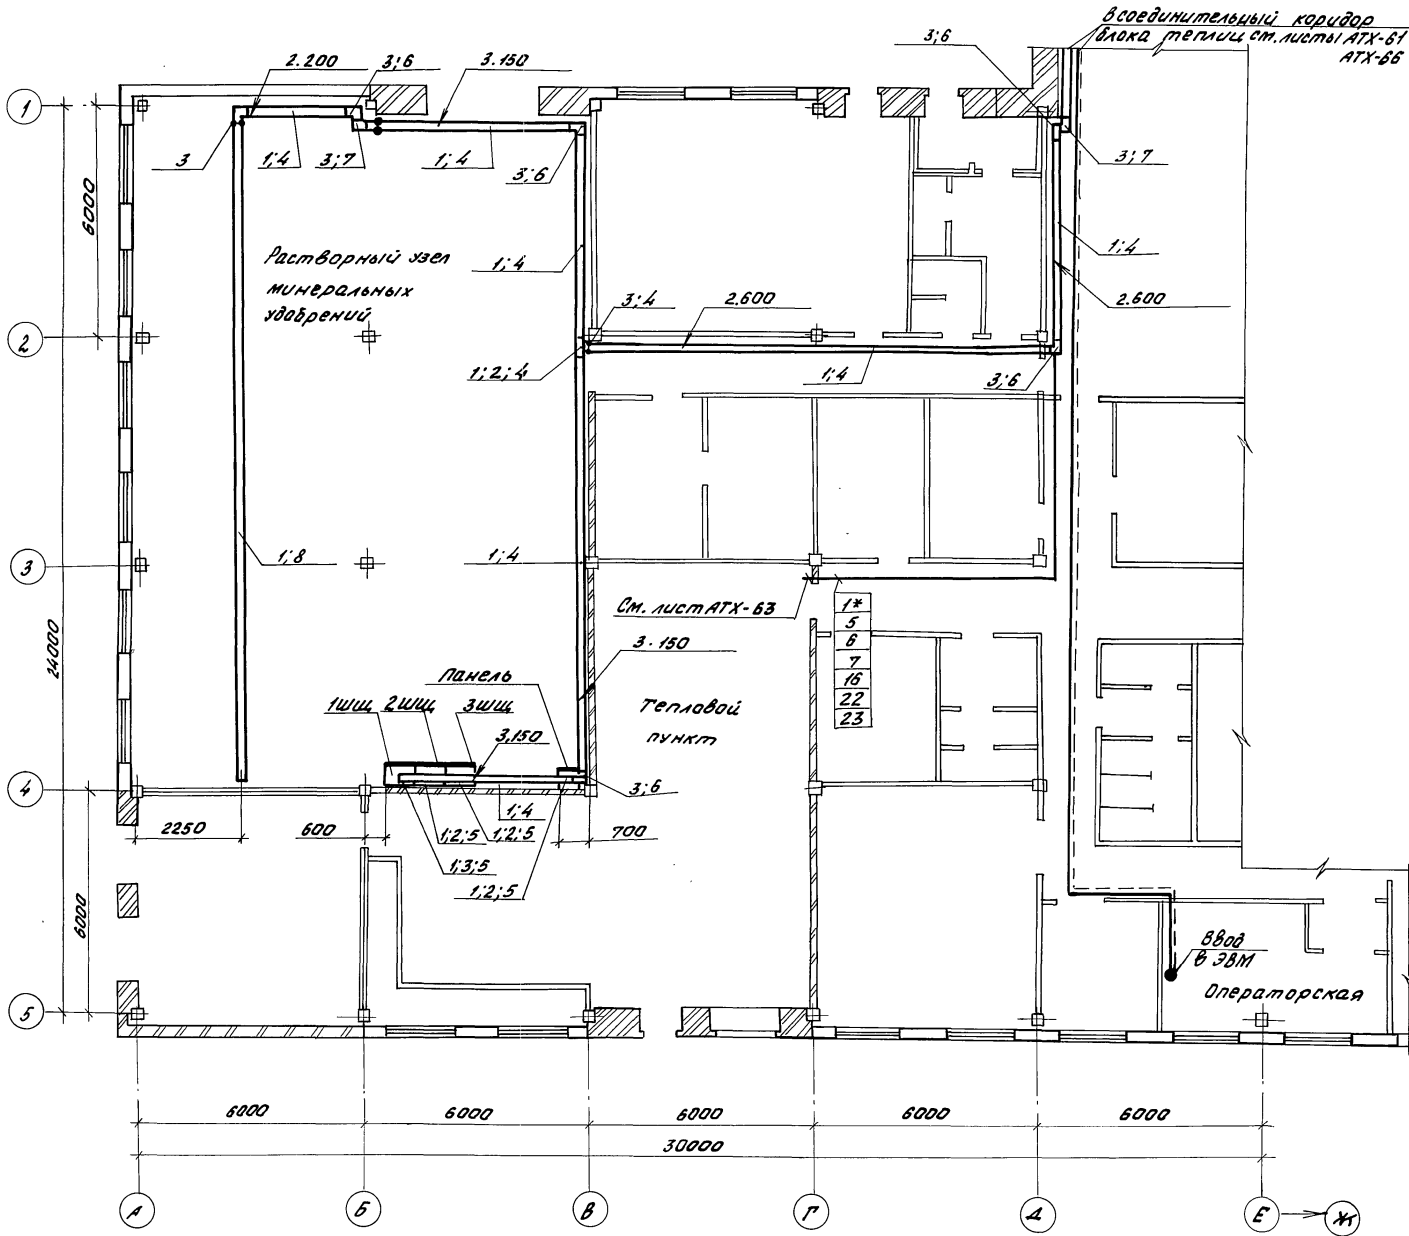 в соединительный коридор
блока теплиц см. листы АТХ-61
АТХ-66
3;6
2.200
3;6
3.150
1
3
1;4
3;7
1;4
3;6
3;7
6000
Растворный узел
минеральных
удобрений
1;4
1;4
3;4
2.600
2.600
2
1;2;4
1;4
3;6
3
1;8
1;4
См. лист АТХ-63
1*
5
6
7
16
22
23
24000
3.150
Панель
1ШЩ
2ШЩ
3ШЩ
3,150
Тепловой
пункт
4
3;6
2250
600
1;2;5
1;4
1;2;5
700
1;3;5
1;2;5
6000
Ввод
в ЭВМ
Операторская
5
6000
6000
6000
6000
6000
30000
А
Б
В
Г
Д
Е
Ж